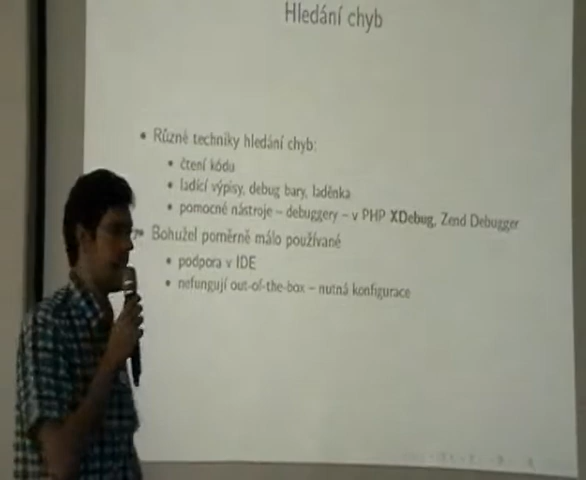 Hledání chyb
• Různé techniky hledání chyb:
• čtení kódu
• ladící výpisy, debug bary, laděnka
• pomocné nástroje – debuggery – v PHP XDebug, Zend Debugger
• Bohužel poměrně málo používané
• podpora v IDE
• nefungují out-of-the-box – nutná konfigurace